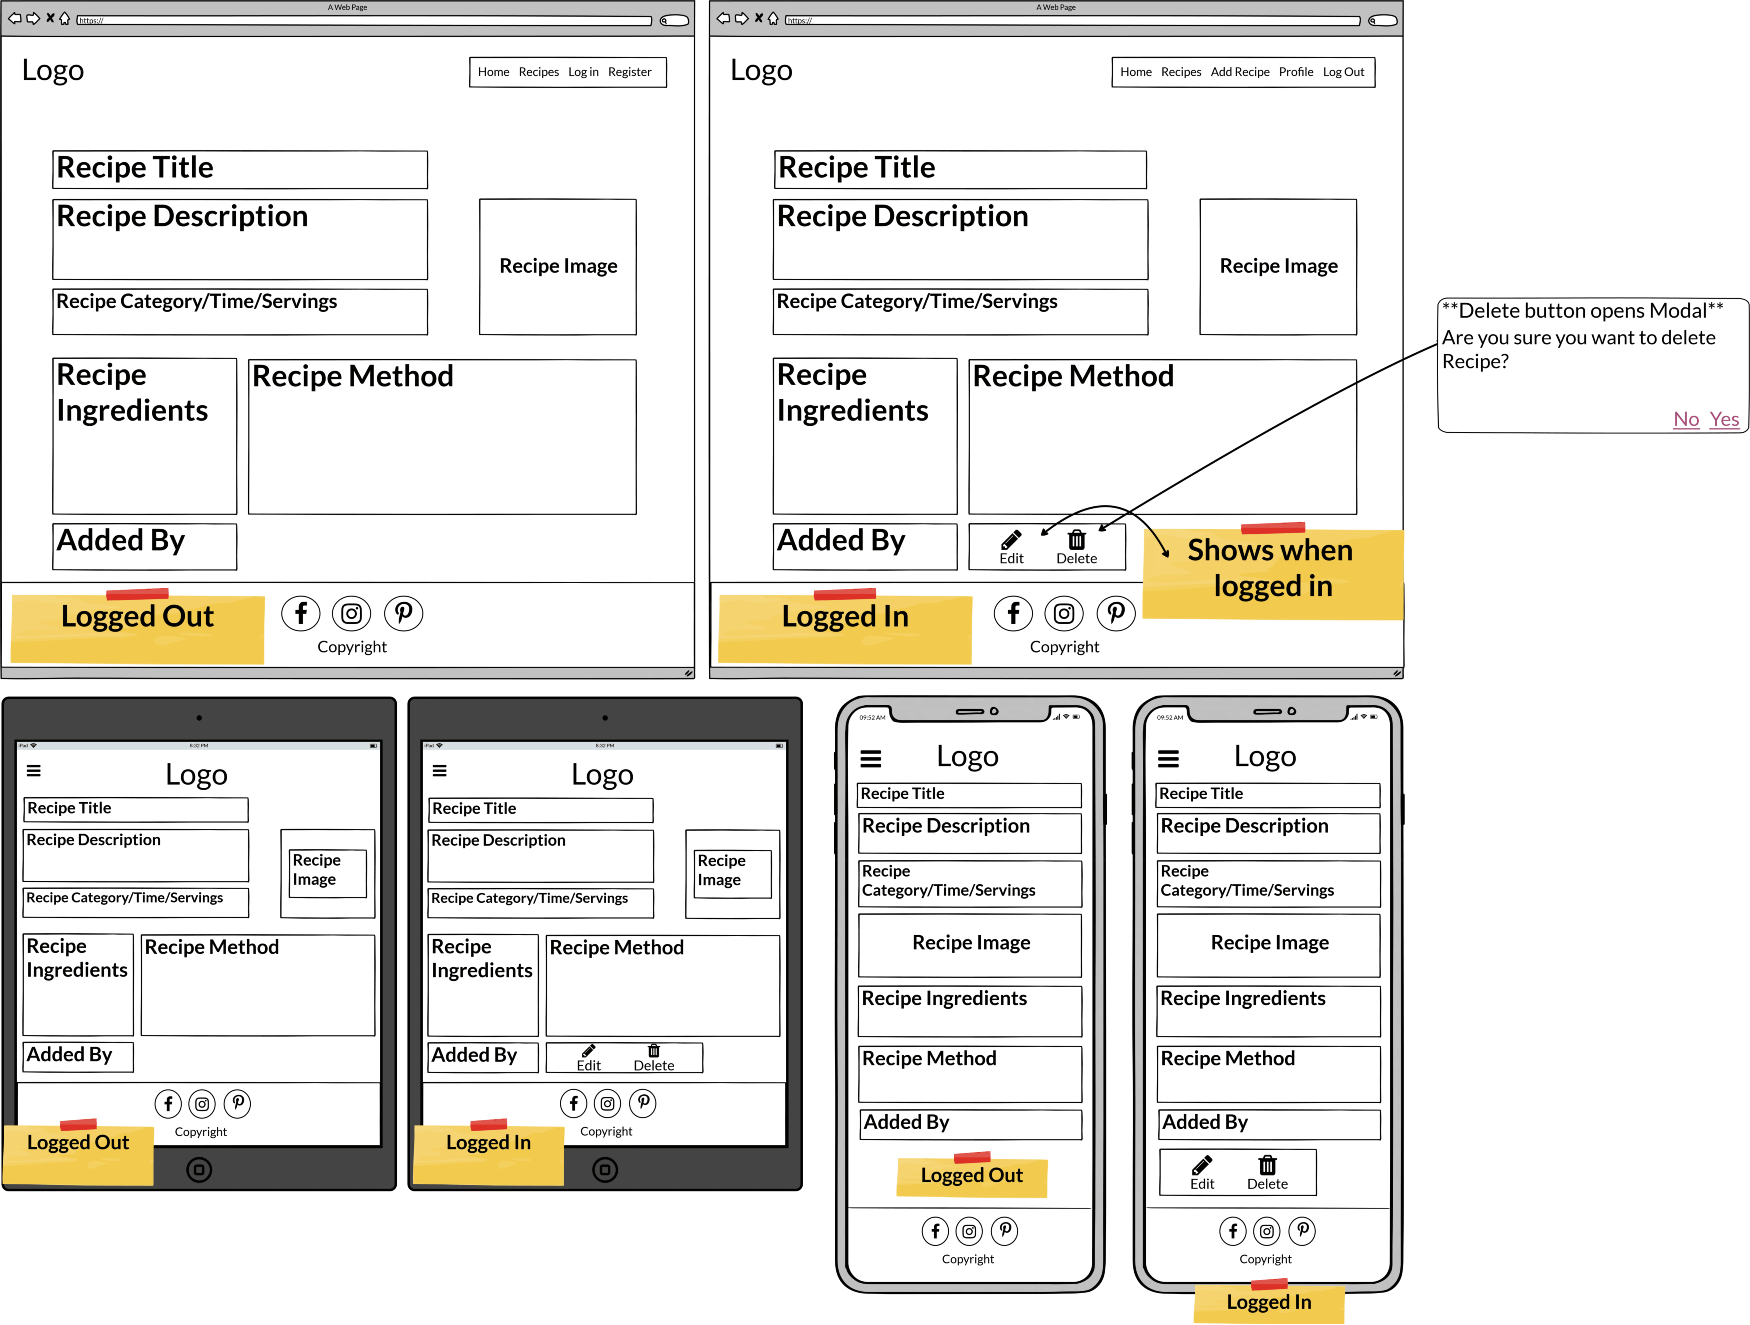 A Web Page
https://
Logo
Home Recipes Log in Register
Recipe Title
Recipe Description
Recipe Image
Recipe Category/Time/Servings
Recipe
Ingredients
Recipe Method
Added By
Logged Out
Copyright
A Web Page
https://
Logo
Home Recipes Add Recipe Profile Log Out
Recipe Title
Recipe Description
Recipe Image
Recipe Category/Time/Servings
Recipe
Ingredients
Recipe Method
Added By
Edit
Delete
Shows when
logged in
Logged In
Copyright
**Delete button opens Modal**
Are you sure you want to delete
Recipe?
No Yes
iPad
8:32 PM
Logo
Recipe Title
Recipe Description
Recipe
Image
Recipe Category/Time/Servings
Recipe
Ingredients
Recipe Method
Added By
Copyright
Logged Out
iPad
8:32 PM
Logo
Recipe Title
Recipe Description
Recipe
Image
Recipe Category/Time/Servings
Recipe
Ingredients
Recipe Method
Added By
Edit
Delete
Copyright
Logged In
09:52 AM
Logo
Recipe Title
Recipe Description
Recipe
Category/Time/Servings
Recipe Image
Recipe Ingredients
Recipe Method
Added By
Logged Out
Copyright
09:52 AM
Logo
Recipe Title
Recipe Description
Recipe
Category/Time/Servings
Recipe Image
Recipe Ingredients
Recipe Method
Added By
Edit
Delete
Copyright
Logged In